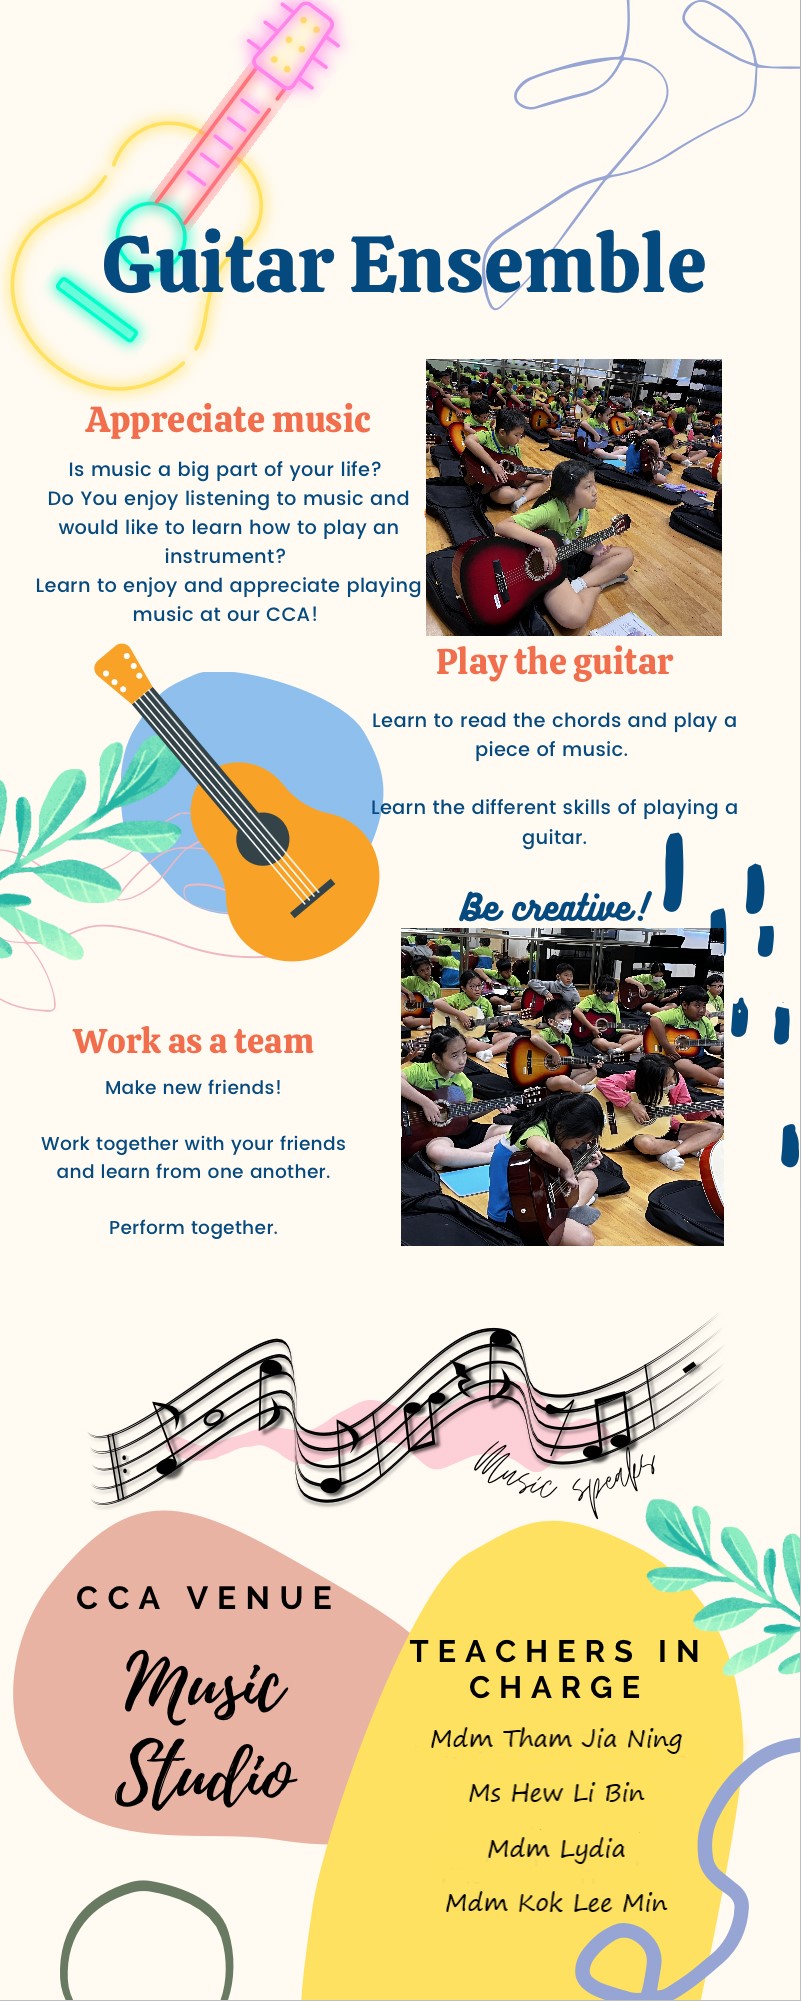 Guitar Ensemble
Appreciate music
Is music a big part of your life?
Do You enjoy listening to music and
would like to learn how to play an
instrument?
Learn to enjoy and appreciate playing
music at our CCA!
Play the guitar
Learn to read the chords and play a
piece of music.
Learn the different skills of playing a
guitar.
Be creative!
Work as a team
Make new friends!
Work together with your friends
and learn from one another.
Perform together.
Music speaks
CCA VENUE
Music
Studio
TEACHERS IN
CHARGE
Mdm Tham Jia Ning
Ms Hew Li Bin
Mdm Lydia
Mdm Kok Lee Min